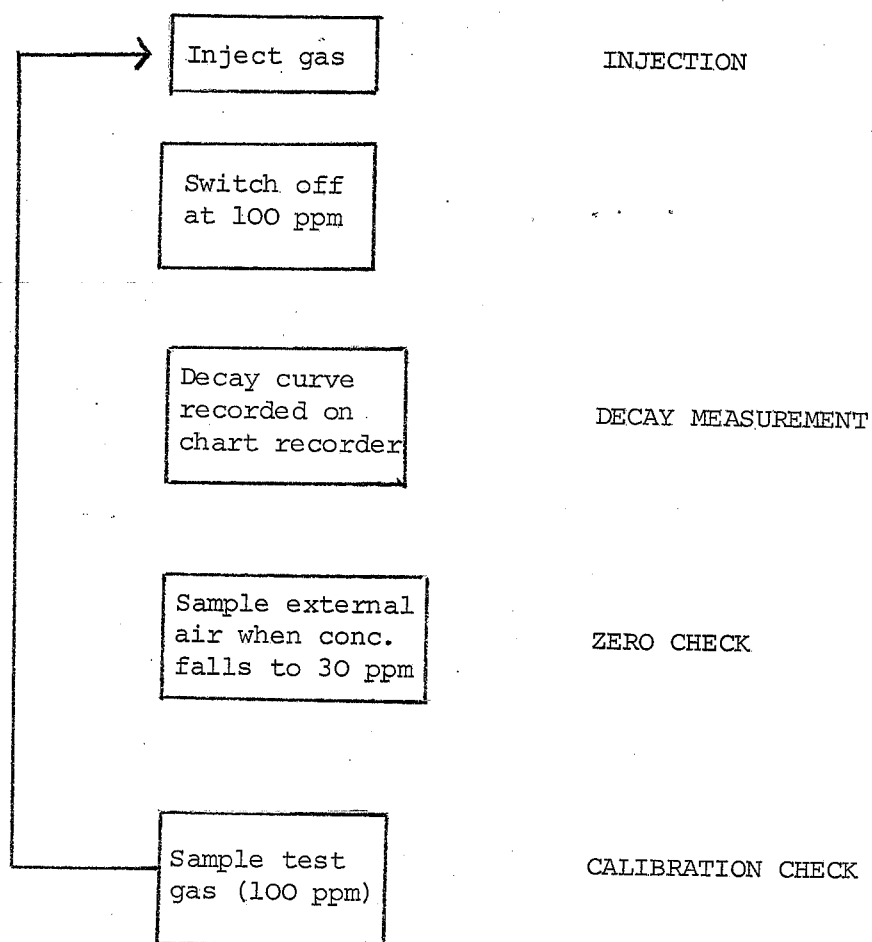 Inject gas
INJECTION
Switch off
at 100 ppm
Decay curve
recorded on
chart recorder
DECAY MEASUREMENT
Sample external
air when conc.
falls to 30 ppm
ZERO CHECK
Sample test
gas (100 ppm)
CALIBRATION CHECK